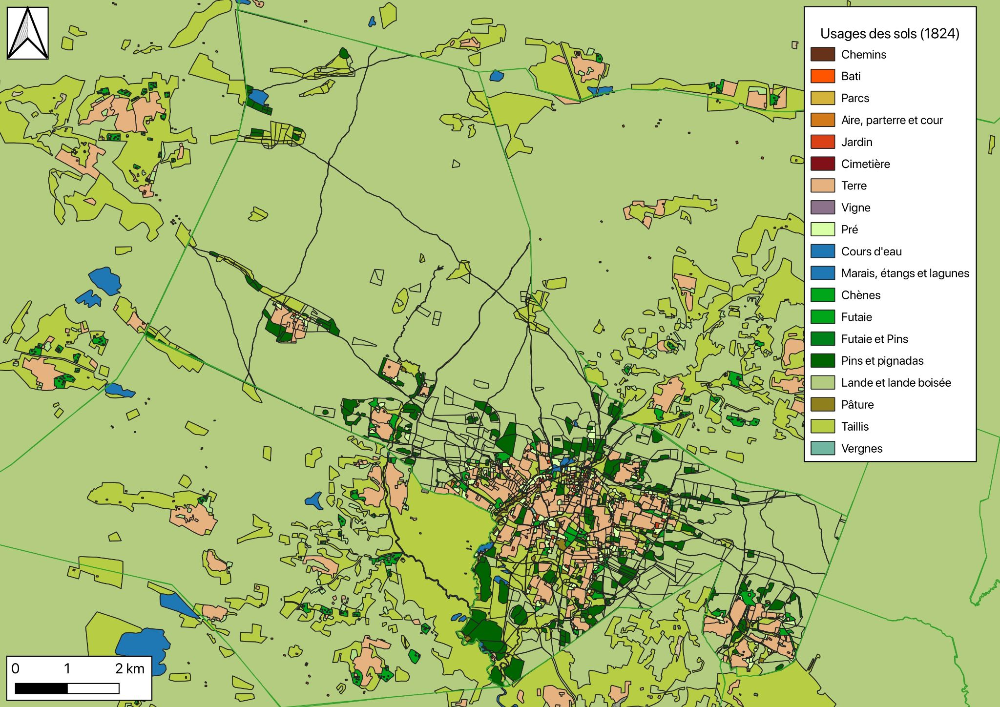 Usages des sols (1824)
Chemins
Bati
Parcs
Aire, parterre et cour
Jardin
Cimetière
Terre
Vigne
Pré
Cours d'eau
Marais, étangs et lagunes
Chènes
Futaie
Futaie et Pins
Pins et pignadas
Lande et lande boisée
Pâture
Taillis
Vergnes
0 1 2 km